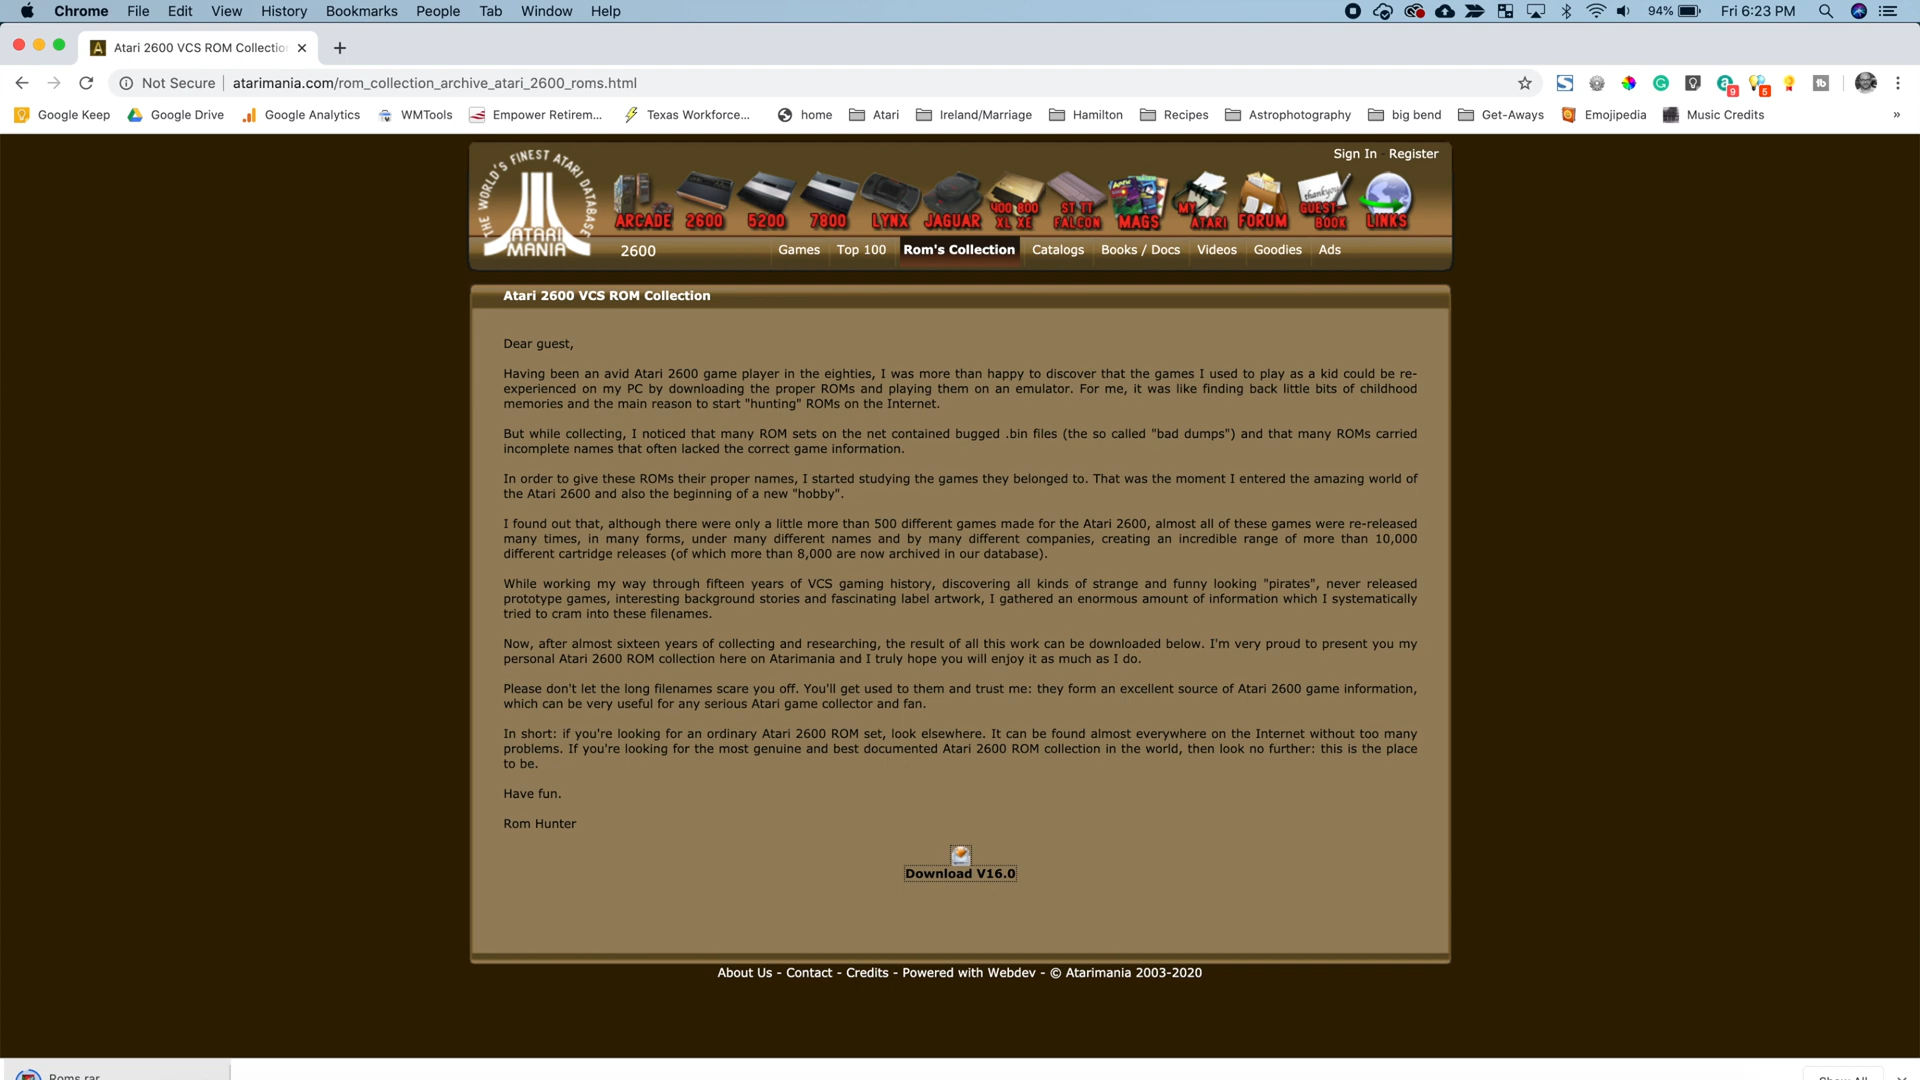 Chrome File Edit View History Bookmarks People Tab Window Help 94% Fri 6:23 PM
Atari 2600 VCS ROM Collectio
Not Secure atarimania.com/rom_collection_archive_atari_2600_roms.html 9 5
Google Keep Google Drive Google Analytics WMTools Empower Retirem... Texas Workforce... home Atari Ireland/Marriage Hamilton Recipes Astrophotography big bend Get-Aways Emojipedia Music Credits »
Sign In - Register
THE WORLD'S FINEST ATARI DATABASE
ATARI
MANIA
ARCADE 2600 5200 7800 LYNX JAGUAR 400 800 XL XE ST TT FALCON MAGS MY ATARI FORUM thankyou GUEST-BOOK LINKS
2600 Games Top 100 Rom's Collection Catalogs Books / Docs Videos Goodies Ads
Atari 2600 VCS ROM Collection
Dear guest,
Having been an avid Atari 2600 game player in the eighties, I was more than happy to discover that the games I used to play as a kid could be re-
experienced on my PC by downloading the proper ROMs and playing them on an emulator. For me, it was like finding back little bits of childhood
memories and the main reason to start "hunting" ROMs on the Internet.
But while collecting, I noticed that many ROM sets on the net contained bugged .bin files (the so called "bad dumps") and that many ROMs carried
incomplete names that often lacked the correct game information.
In order to give these ROMs their proper names, I started studying the games they belonged to. That was the moment I entered the amazing world of
the Atari 2600 and also the beginning of a new "hobby".
I found out that, although there were only a little more than 500 different games made for the Atari 2600, almost all of these games were re-released
many times, in many forms, under many different names and by many different companies, creating an incredible range of more than 10,000
different cartridge releases (of which more than 8,000 are now archived in our database).
While working my way through fifteen years of VCS gaming history, discovering all kinds of strange and funny looking "pirates", never released
prototype games, interesting background stories and fascinating label artwork, I gathered an enormous amount of information which I systematically
tried to cram into these filenames.
Now, after almost sixteen years of collecting and researching, the result of all this work can be downloaded below. I'm very proud to present you my
personal Atari 2600 ROM collection here on Atarimania and I truly hope you will enjoy it as much as I do.
Please don't let the long filenames scare you off. You'll get used to them and trust me: they form an excellent source of Atari 2600 game information,
which can be very useful for any serious Atari game collector and fan.
In short: if you're looking for an ordinary Atari 2600 ROM set, look elsewhere. It can be found almost everywhere on the Internet without too many
problems. If you're looking for the most genuine and best documented Atari 2600 ROM collection in the world, then look no further: this is the place
to be.
Have fun.
Rom Hunter
Download V16.0
About Us - Contact - Credits - Powered with Webdev - © Atarimania 2003-2020
Roms.rar Show All